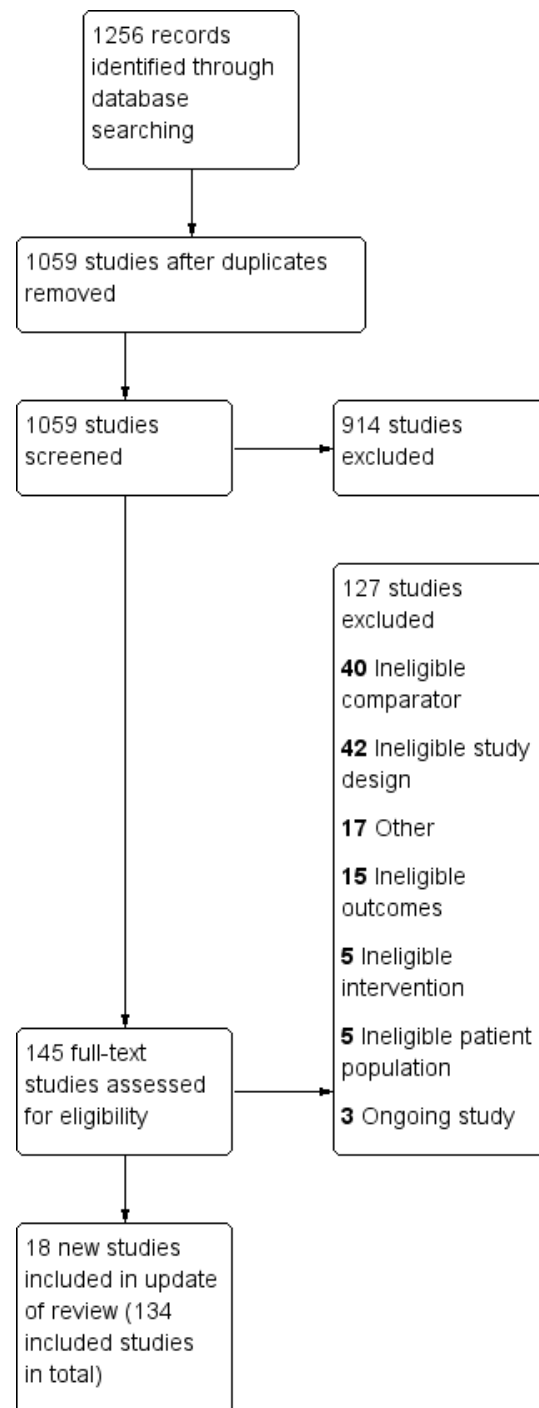 1256 records
identified through
database
searching
1059 studies after duplicates
removed
1059 studies
screened
914 studies
excluded
127 studies
excluded
40 Ineligible
comparator
42 Ineligible study
design
17 Other
15 Ineligible
outcomes
5 Ineligible
intervention
5 Ineligible patient
population
3 Ongoing study
145 full-text
studies assessed
for eligibility
18 new studies
included in update
of review (134
included studies
in total)